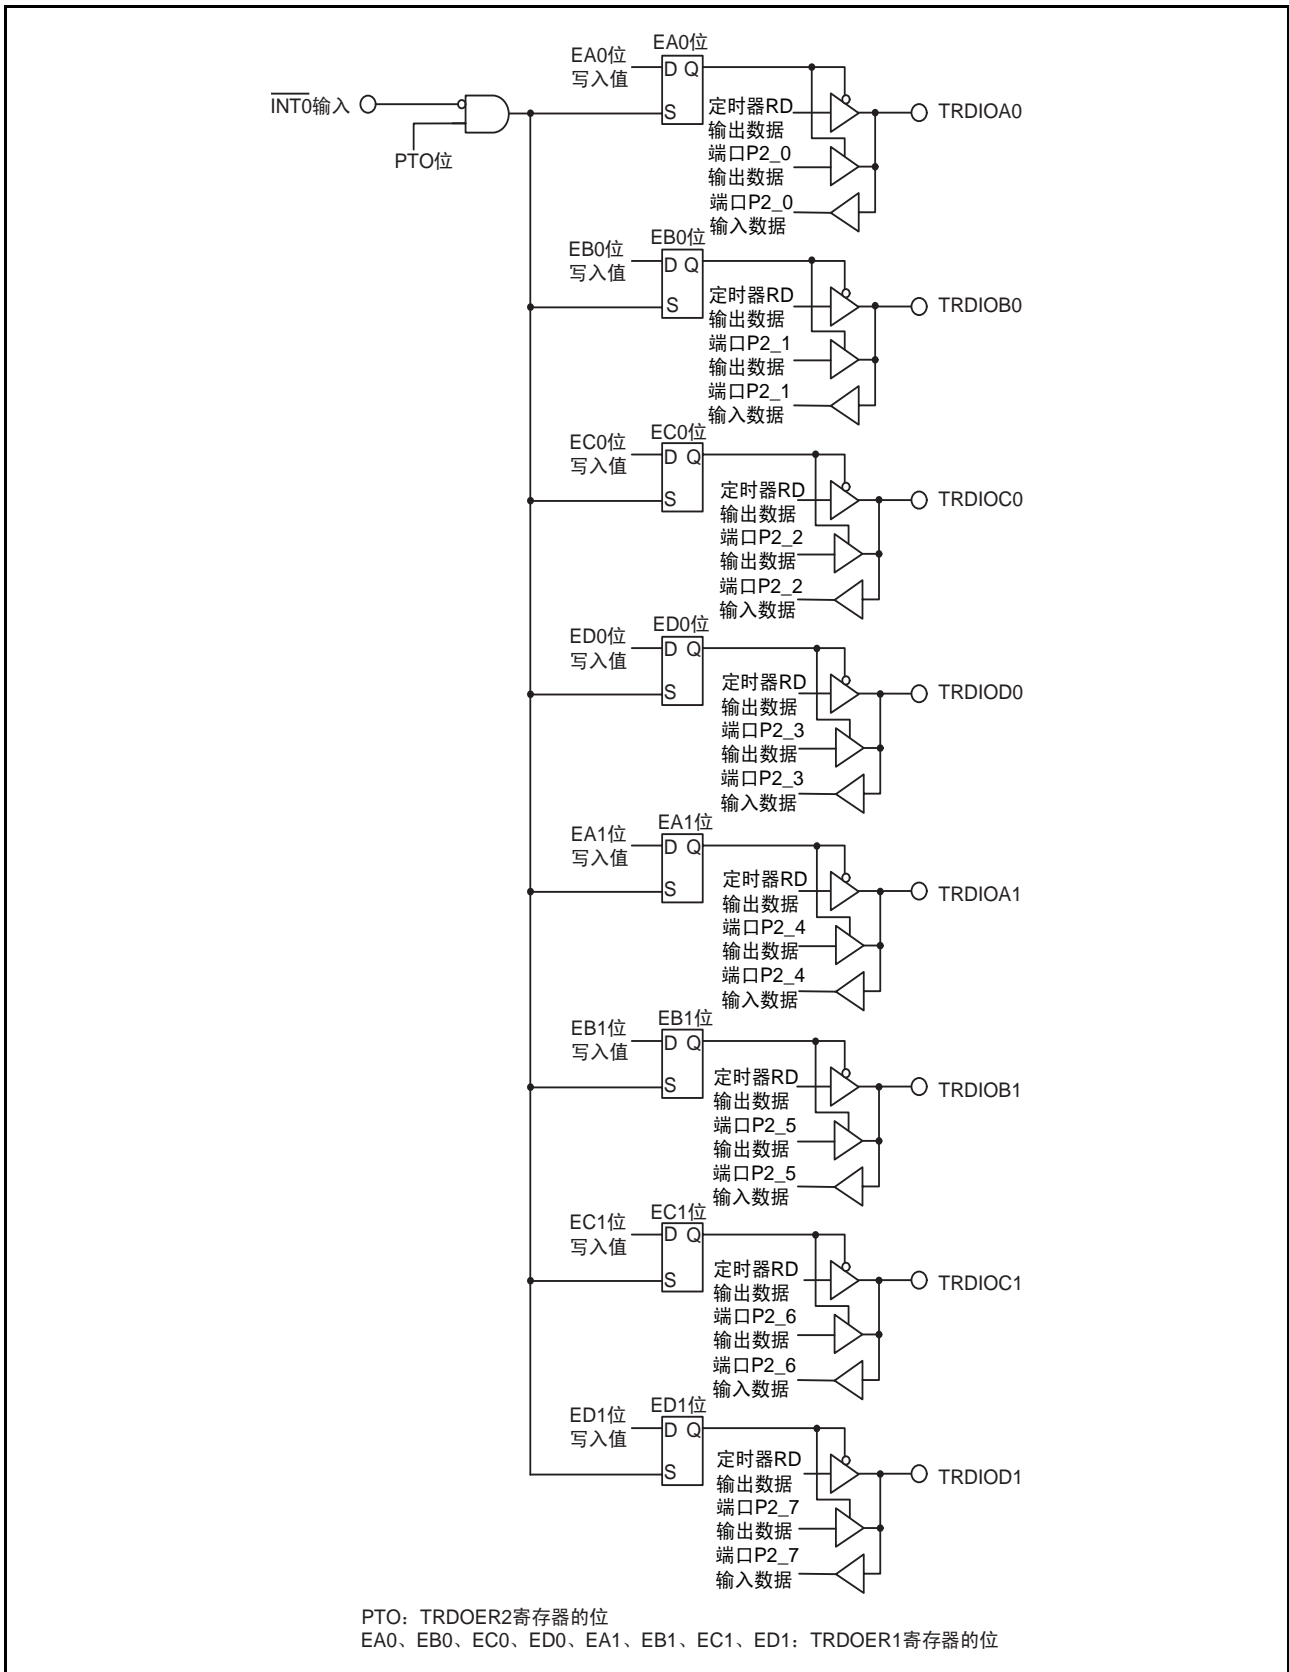 INT0输入
PTO位
EA0位
写入值
EA0位
D Q
S
定时器RD
输出数据
端口P2_0
输出数据
端口P2_0
输入数据
TRDIOA0
EB0位
写入值
EB0位
D Q
S
定时器RD
输出数据
端口P2_1
输出数据
端口P2_1
输入数据
TRDIOB0
EC0位
写入值
EC0位
D Q
S
定时器RD
输出数据
端口P2_2
输出数据
端口P2_2
输入数据
TRDIOC0
ED0位
写入值
ED0位
D Q
S
定时器RD
输出数据
端口P2_3
输出数据
端口P2_3
输入数据
TRDIOD0
EA1位
写入值
EA1位
D Q
S
定时器RD
输出数据
端口P2_4
输出数据
端口P2_4
输入数据
TRDIOA1
EB1位
写入值
EB1位
D Q
S
定时器RD
输出数据
端口P2_5
输出数据
端口P2_5
输入数据
TRDIOB1
EC1位
写入值
EC1位
D Q
S
定时器RD
输出数据
端口P2_6
输出数据
端口P2_6
输入数据
TRDIOC1
ED1位
写入值
ED1位
D Q
S
定时器RD
输出数据
端口P2_7
输出数据
端口P2_7
输入数据
TRDIOD1
PTO：TRDOER2寄存器的位
EA0、EB0、EC0、ED0、EA1、EB1、EC1、ED1：TRDOER1寄存器的位